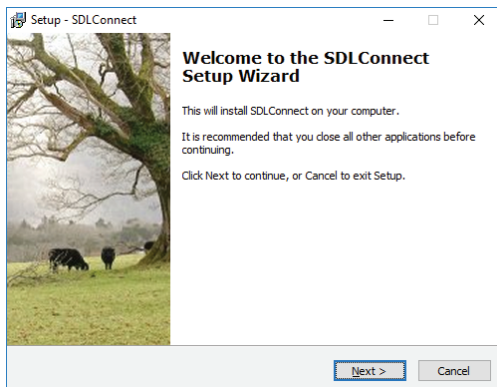 Setup - SDLConnect
Welcome to the SDLConnect
Setup Wizard
This will install SDLConnect on your computer.
It is recommended that you close all other applications before
continuing.
Click Next to continue, or Cancel to exit Setup.
Next >
Cancel